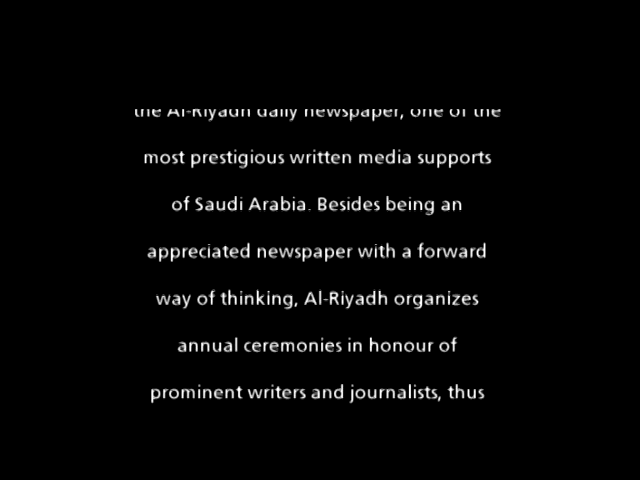 the Al-Riyadh daily newspaper, one of the
most prestigious written media supports
of Saudi Arabia. Besides being an
appreciated newspaper with a forward
way of thinking, Al-Riyadh organizes
annual ceremonies in honour of
prominent writers and journalists, thus